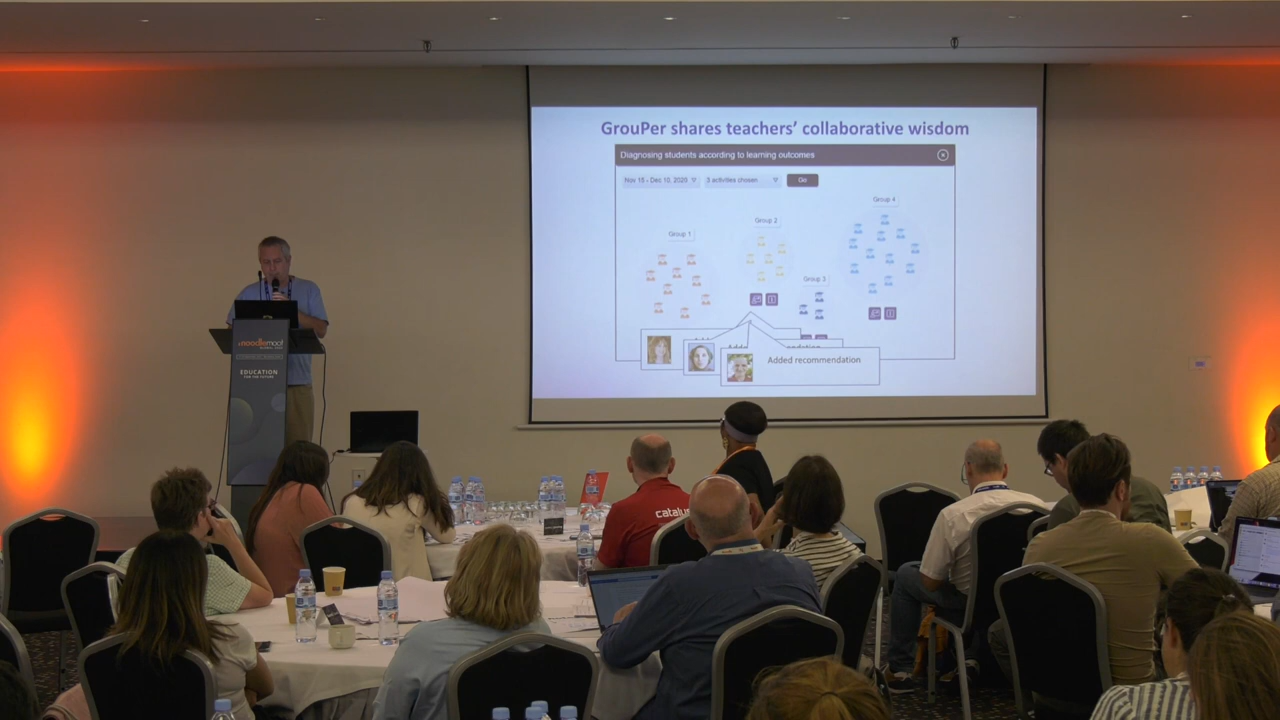 GrouPer shares teachers' collaborative wisdom
Diagnosing students according to learning outcomes
Nov 15 - Dec 10, 2020
3 activities chosen
Go
Group 1
Group 2
Group 3
Group 4
Added recommendation
moodlemoot
EDUCATION
FOR THE FUTURE
catalyst